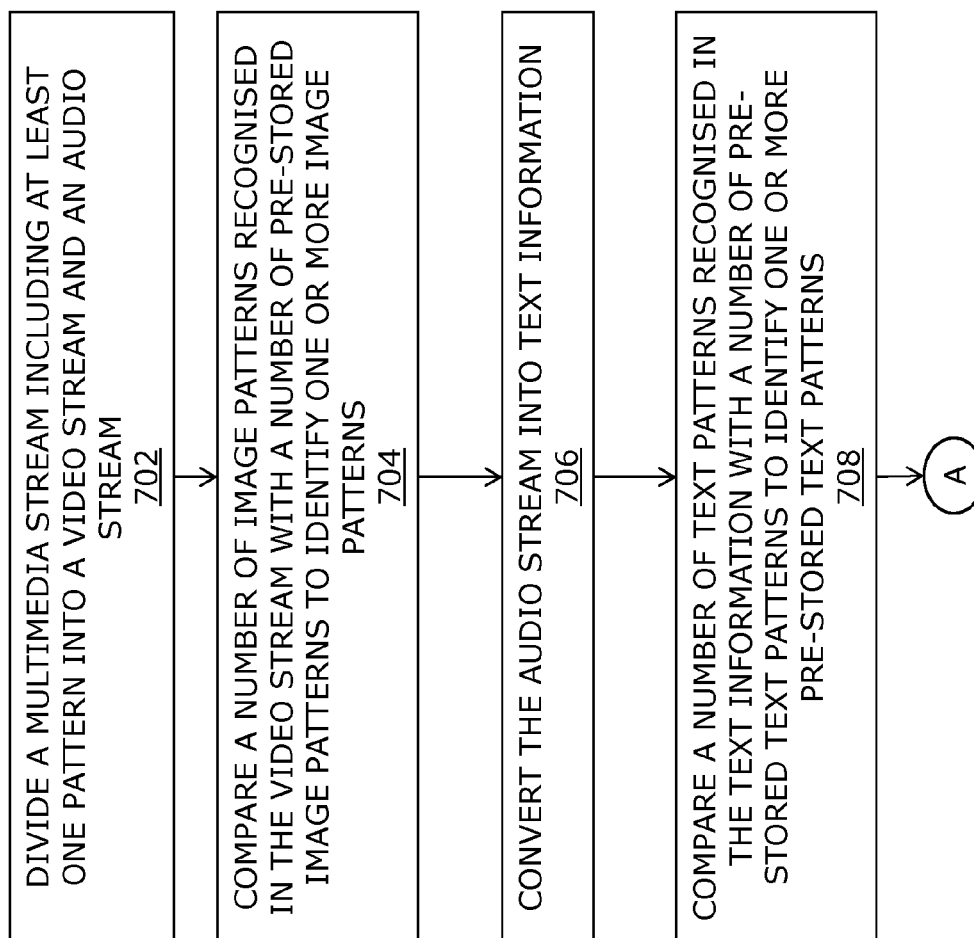 DIVIDE A MULTIMEDIA STREAM INCLUDING AT LEAST
ONE PATTERN INTO A VIDEO STREAM AND AN AUDIO
STREAM
702
COMPARE A NUMBER OF IMAGE PATTERNS RECOGNISED
IN THE VIDEO STREAM WITH A NUMBER OF PRE-STORED
IMAGE PATTERNS TO IDENTIFY ONE OR MORE IMAGE
PATTERNS
704
CONVERT THE AUDIO STREAM INTO TEXT INFORMATION
706
COMPARE A NUMBER OF TEXT PATTERNS RECOGNISED IN
THE TEXT INFORMATION WITH A NUMBER OF PRE-
STORED TEXT PATTERNS TO IDENTIFY ONE OR MORE
PRE-STORED TEXT PATTERNS
708
A